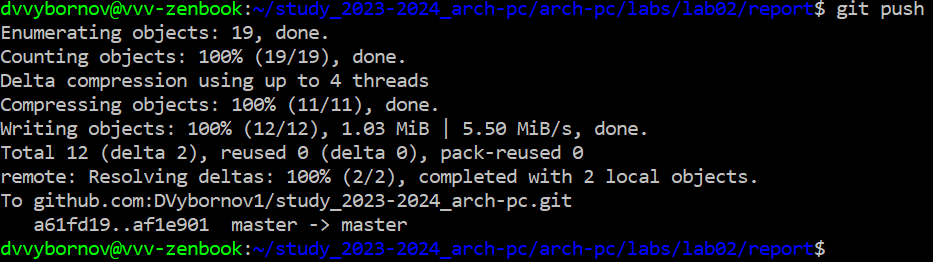 dvvybornov@vvv-zenbook:~/study_2023-2024_arch-pc/arch-pc/labs/lab02/report$ git push
Enumerating objects: 19, done.
Counting objects: 100% (19/19), done.
Delta compression using up to 4 threads
Compressing objects: 100% (11/11), done.
Writing objects: 100% (12/12), 1.03 MiB | 5.50 MiB/s, done.
Total 12 (delta 2), reused 0 (delta 0), pack-reused 0
remote: Resolving deltas: 100% (2/2), completed with 2 local objects.
To github.com:DVybornov1/study_2023-2024_arch-pc.git
   a61fd19..af1e901  master -> master
dvvybornov@vvv-zenbook:~/study_2023-2024_arch-pc/arch-pc/labs/lab02/report$